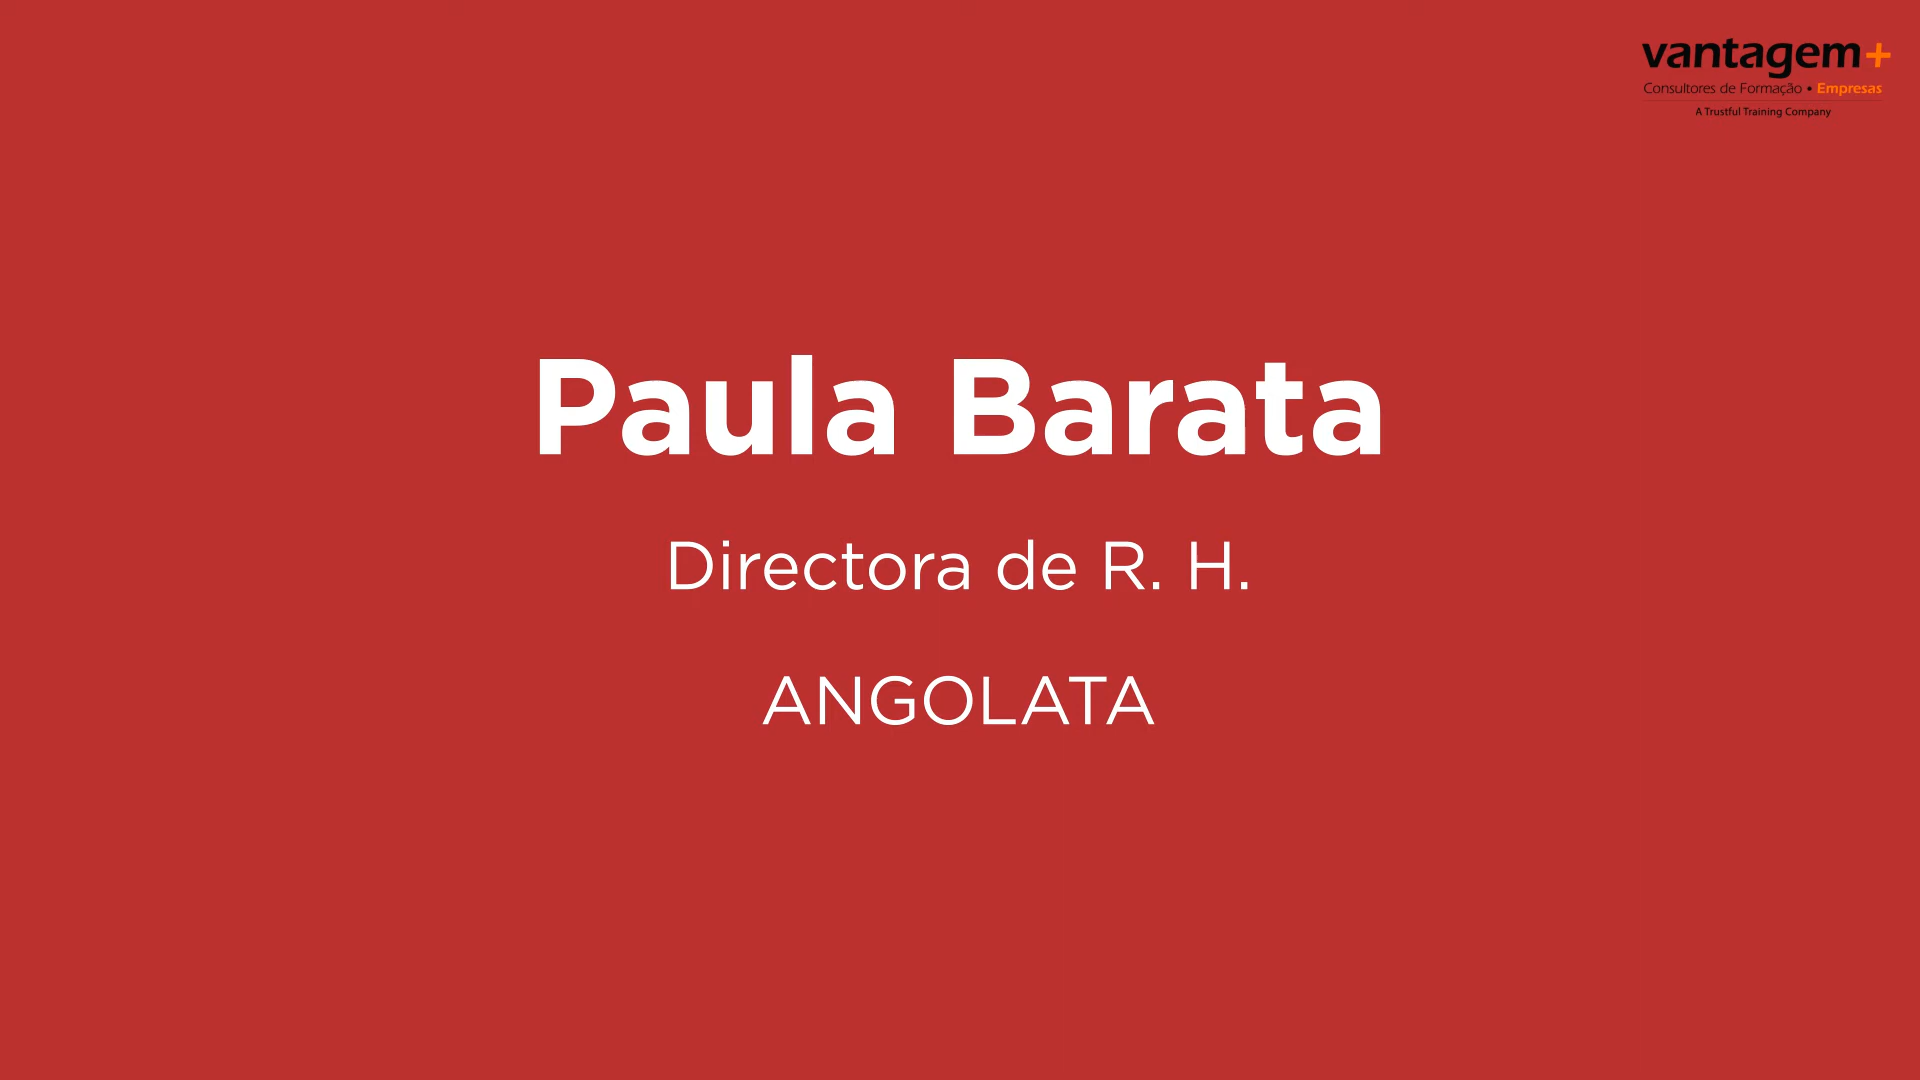 vantagem+
Consultores de Formação • Empresas
A Trustful Training Company
Paula Barata
Directora de R. H.
ANGOLATA